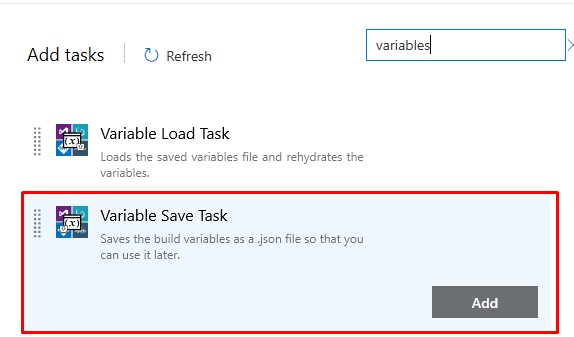 Add tasks
Refresh
variables
Variable Load Task
Loads the saved variables file and rehydrates the
variables.
Variable Save Task
Saves the build variables as a .json file so that you
can use it later.
Add